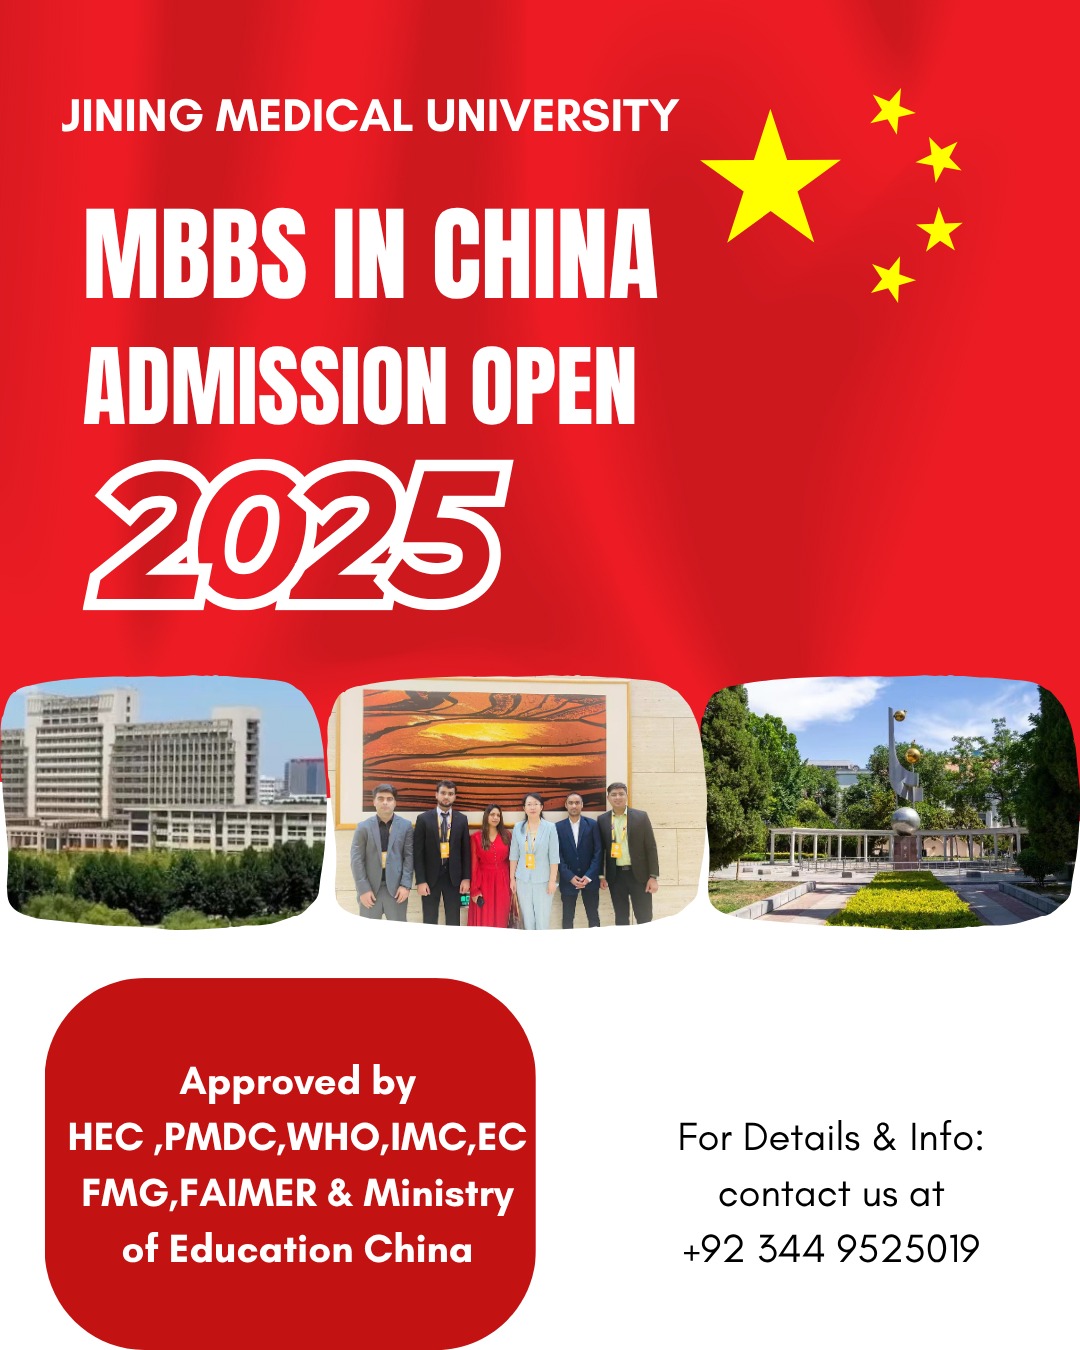 JINING MEDICAL UNIVERSITY
MBBS IN CHINA
ADMISSION OPEN
2025
Approved by
HEC ,PMDC,WHO,IMC,EC
FMG,FAIMER & Ministry
of Education China
For Details & Info:
contact us at
+92 344 9525019